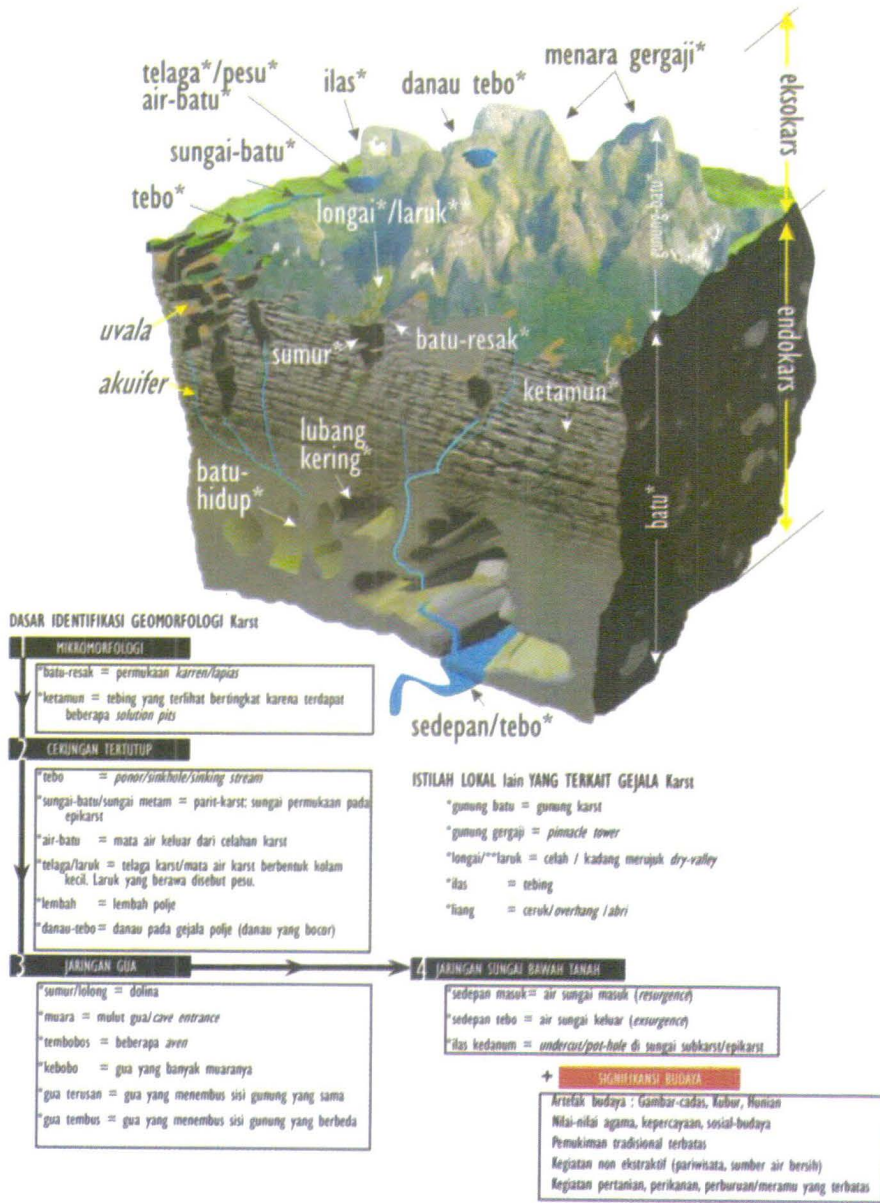 telaga*/pesu*
air-batu*
ilas*
danau tebo*
menara gergaji*
sungai-batu*
tebo*
longai*/laruk**
gunung-batu*
eksokars
endokars
uvala
akuifer
sumur*
batu-resak*
ketamun*
lubang
kering*
batu-
hidup*
batu*
sedepan/tebo*
DASAR IDENTIFIKASI GEOMORFOLOGI Karst
1 MIKROMORFOLOGI
*batu-resak = permukaan karren/lapias
*ketamun = tebing yang terlihat bertingkat karena terdapat
beberapa solution pits
2 CEKUNGAN TERTUTUP
*tebo = ponor/sinkhole/sinking stream
*sungai-batu/sungai metam = parit-karst: sungai permukaan pada
epikarst
*air-batu = mata air keluar dari celahan karst
*telaga/laruk = telaga karst/mata air karst berbentuk kolam
kecil. Laruk yang berawa disebut pesu.
*lembah = lembah polje
*danau-tebo= danau pada gejala polje (danau yang bocor)
3 JARINGAN GUA
*sumur/lolong = dolina
*muara = mulut gua/cave entrance
*tembobos = beberapa aven
*kebobo = gua yang banyak muaranya
*gua terusan = gua yang menembus sisi gunung yang sama
*gua tembus = gua yang menembus sisi gunung yang berbeda
ISTILAH LOKAL lain YANG TERKAIT GEJALA Karst
*gunung batu = gunung karst
*gunung gergaji = pinnacle tower
*longai/**laruk = celah / kadang merujuk dry-valley
*ilas = tebing
*liang = ceruk/overhang /abri
4 JARINGAN SUNGAI BAWAH TANAH
*sedepan masuk= air sungai masuk (resurgence)
*sedepan tebo = air sungai keluar (exsurgence)
*ilas kedanum = undercut/pot-hole di sungai subkarst/epikarst
+ SIGNIFIKANSI BUDAYA
Artefak budaya : Gambar-cadas, Kubur, Hunian
Nilai-nilai agama, kepercayaan, sosial-budaya
Pemukiman tradisional terbatas
Kegiatan non ekstraktif (pariwisata, sumber air bersih)
Kegiatan pertanian, perikanan, perburuan/meramu yang terbatas